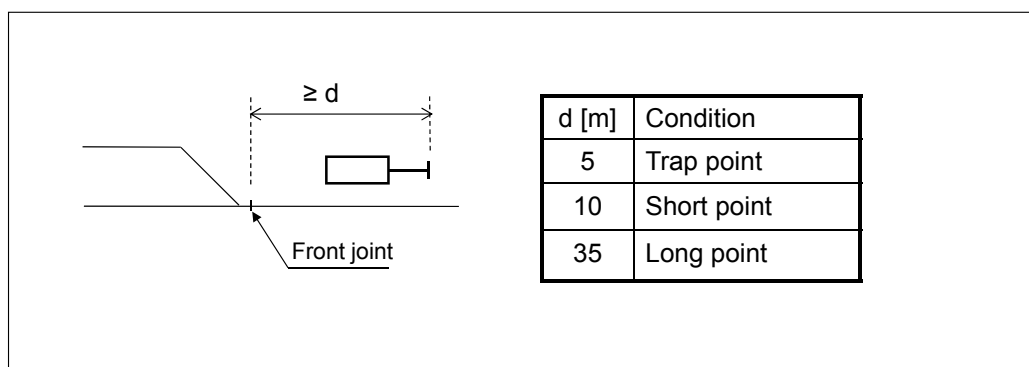 ≥ d
Front joint
d [m] Condition
5 Trap point
10 Short point
35 Long point